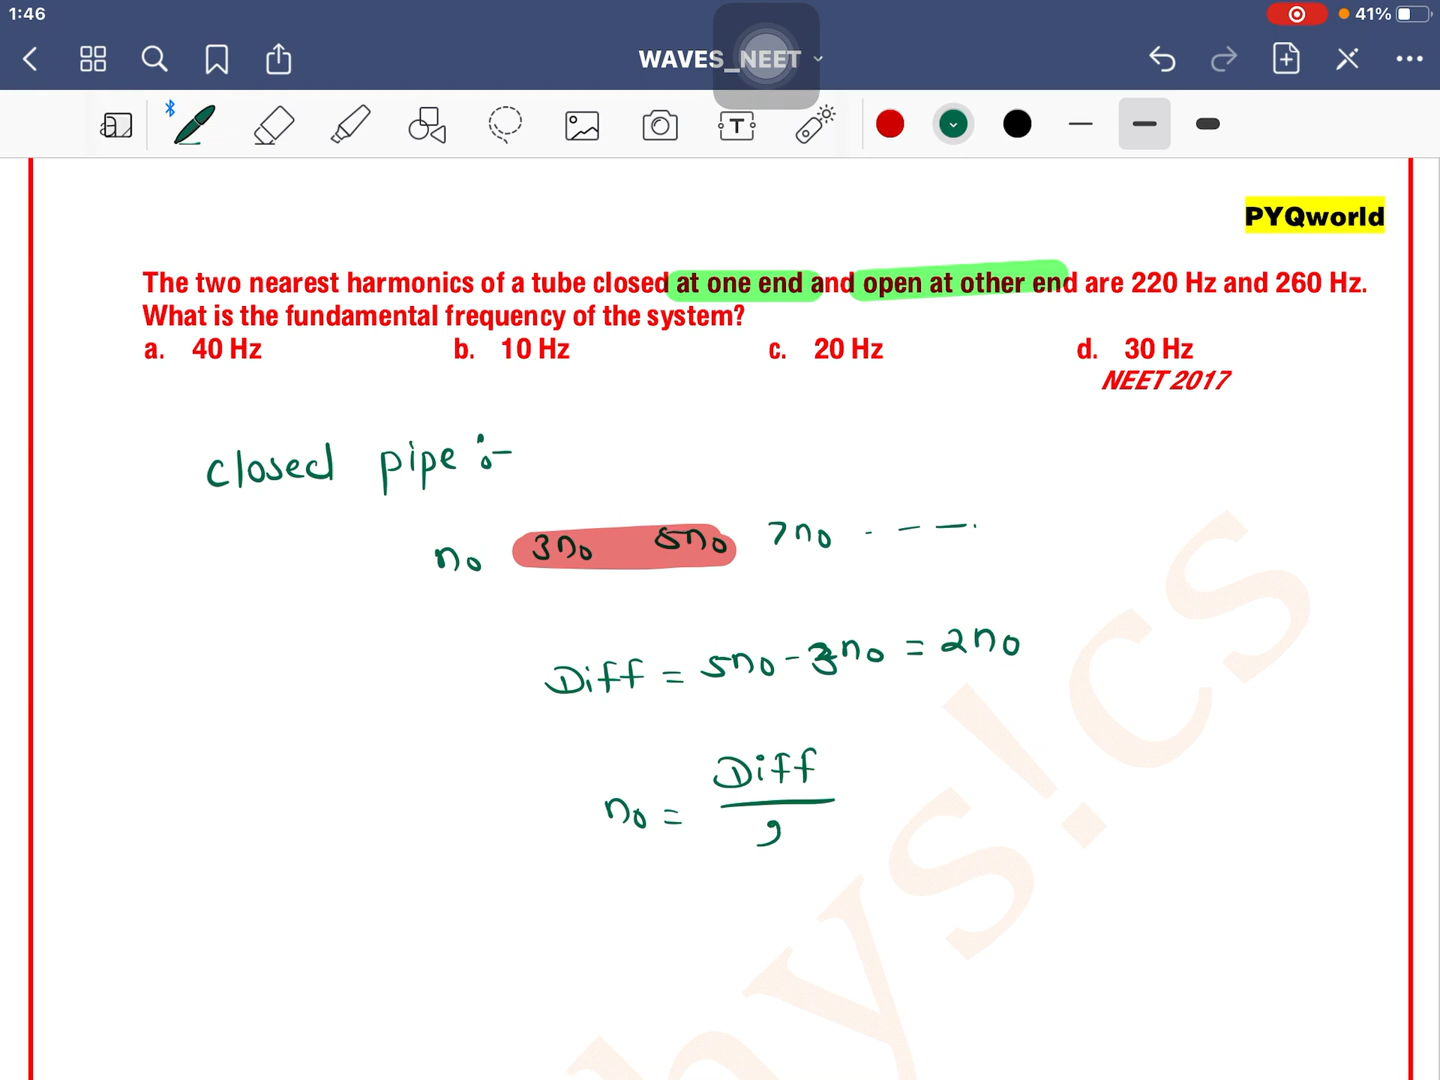 1:46
41%
WAVES_NEET
T
PYQworld
The two nearest harmonics of a tube closed at one end and open at other end are 220 Hz and 260 Hz.
What is the fundamental frequency of the system?
a. 40 Hz b. 10 Hz c. 20 Hz d. 30 Hz
NEET 2017
closed pipe :-
n₀ 3n₀ 5n₀ 7n₀ - - -
Diff = 5n₀ - 3n₀ = 2n₀
n₀ = Diff
hys!cs